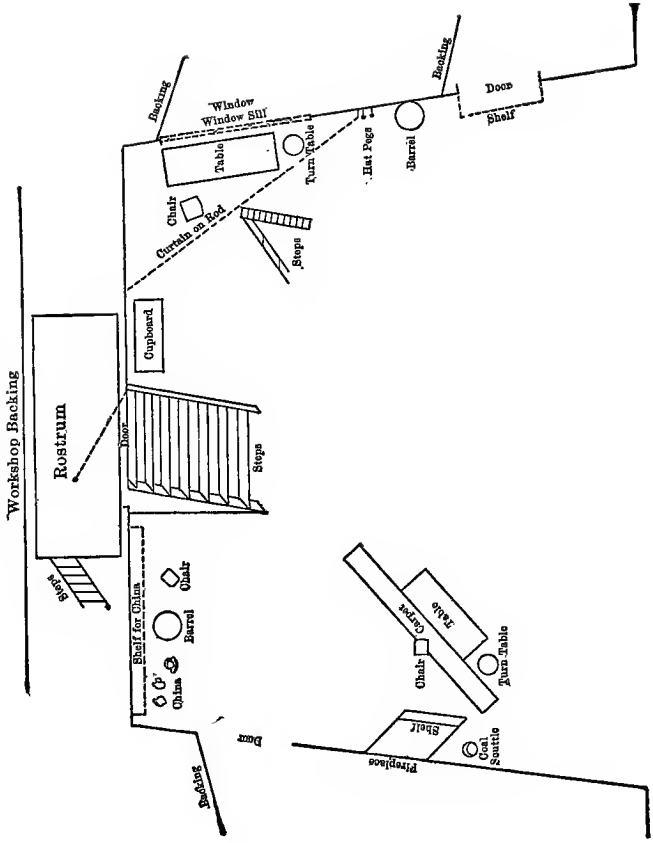 Workshop Backing
Rostrum
Steps
Door
Steps
Cupboard
Curtain on Rod
Chair
Table
Window
Window Sill
Backing
Turn Table
Steps
Hat Pegs
Barrel
Backing
Door
Shelf
Shelf for China
Chair
Barrel
China
Backing
Door
Carpet
Table
Chair
Turn Table
Fireplace
Shelf
Coal
Scuttle